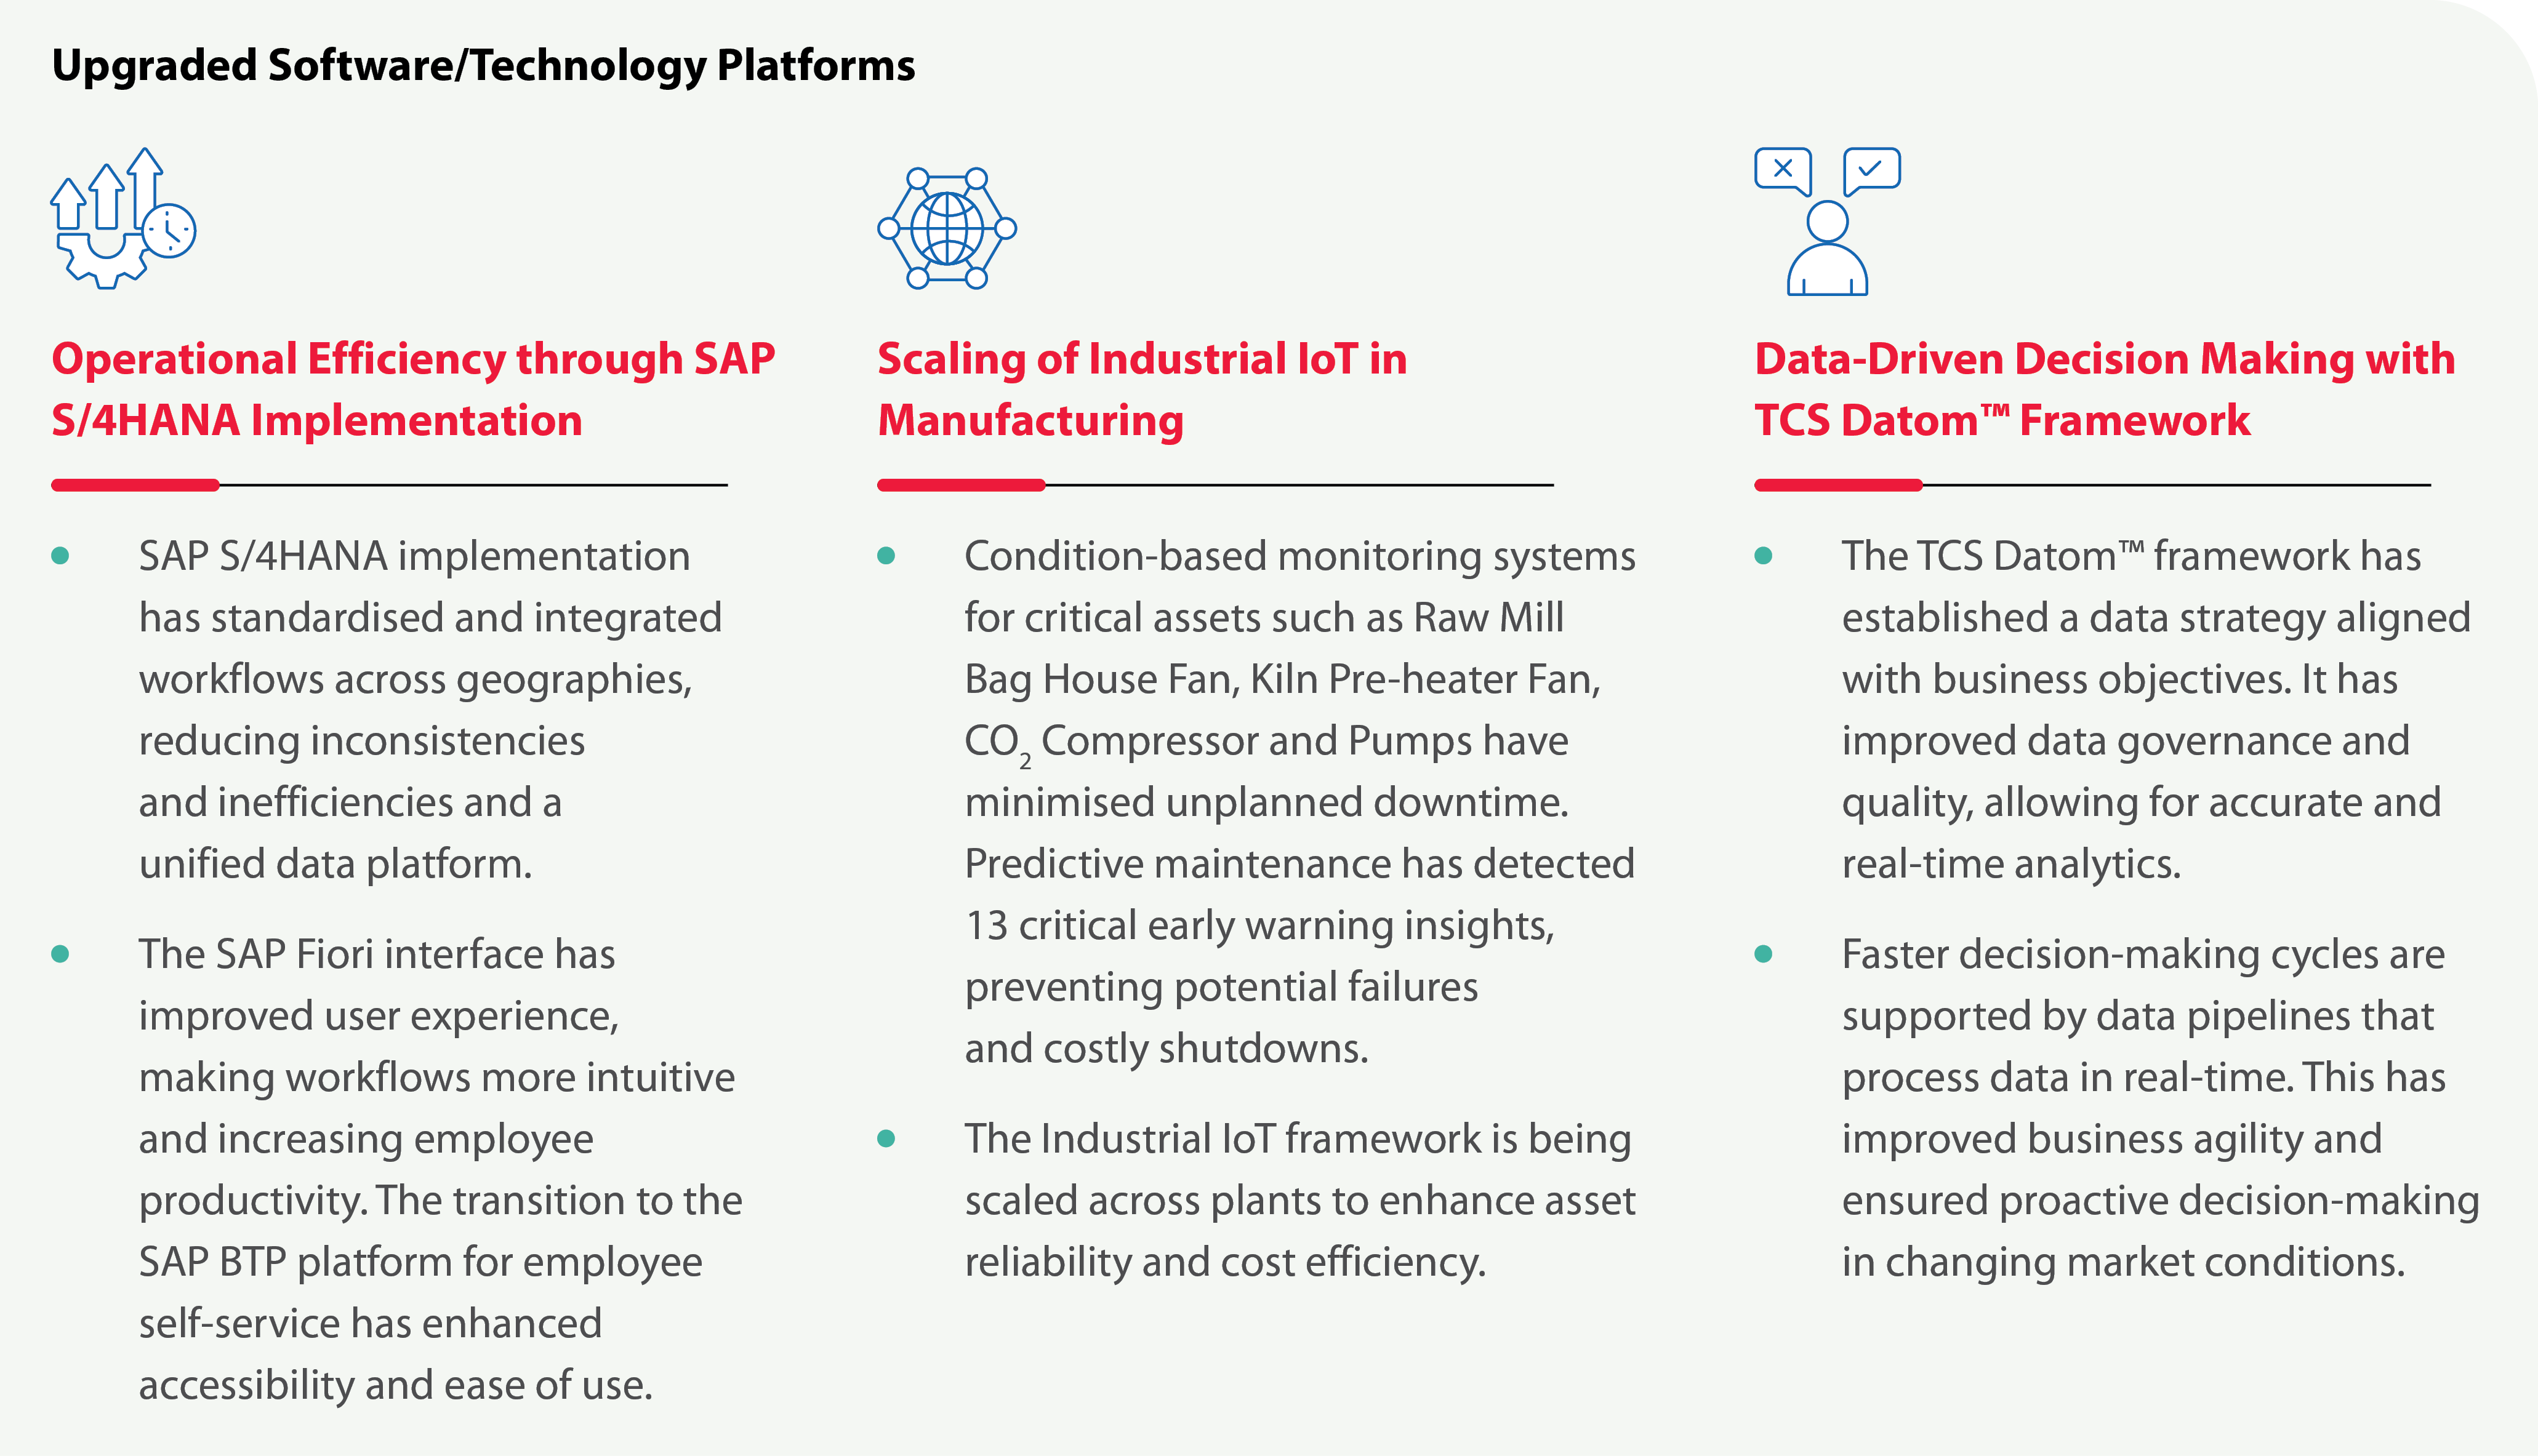 Upgraded Software/Technology Platforms
Operational Efficiency through SAP
S/4HANA Implementation
SAP S/4HANA implementation
has standardised and integrated
workflows across geographies,
reducing inconsistencies
and inefficiencies and a
unified data platform.
The SAP Fiori interface has
improved user experience,
making workflows more intuitive
and increasing employee
productivity. The transition to the
SAP BTP platform for employee
self-service has enhanced
accessibility and ease of use.
Scaling of Industrial IoT in
Manufacturing
Condition-based monitoring systems
for critical assets such as Raw Mill
Bag House Fan, Kiln Pre-heater Fan,
CO₂ Compressor and Pumps have
minimised unplanned downtime.
Predictive maintenance has detected
13 critical early warning insights,
preventing potential failures
and costly shutdowns.
The Industrial IoT framework is being
scaled across plants to enhance asset
reliability and cost efficiency.
Data-Driven Decision Making with
TCS Datom™ Framework
The TCS Datom™ framework has
established a data strategy aligned
with business objectives. It has
improved data governance and
quality, allowing for accurate and
real-time analytics.
Faster decision-making cycles are
supported by data pipelines that
process data in real-time. This has
improved business agility and
ensured proactive decision-making
in changing market conditions.